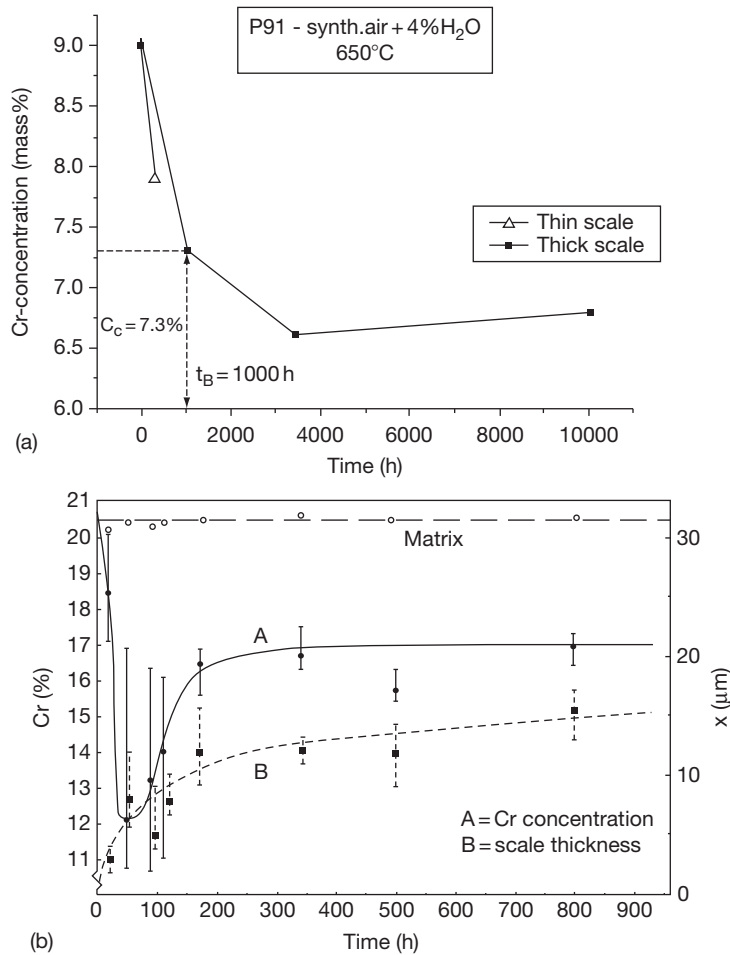 P91 - synth.air + 4%H₂O
650°C
9.0
8.5
8.0
7.5
7.0
6.5
6.0
Cr-concentration (mass%)
Thin scale
Thick scale
C_c = 7.3%
t_B = 1000 h
0 2000 4000 6000 8000 10000
(a)
Time (h)
21
20
19
18
17
16
15
14
13
12
11
Cr (%)
Matrix
A
B
A = Cr concentration
B = scale thickness
30
20
10
0
x (μm)
0 100 200 300 400 500 600 700 800 900
(b)
Time (h)